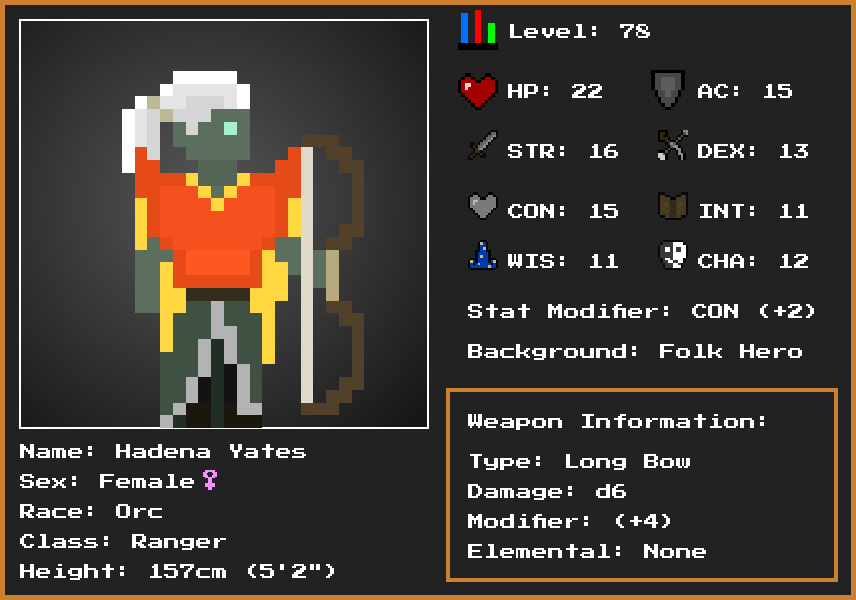 Level: 78
HP: 22
AC: 15
STR: 16
DEX: 13
CON: 15
INT: 11
WIS: 11
CHA: 12
Stat Modifier: CON (+2)
Background: Folk Hero
Weapon Information:
Type: Long Bow
Damage: d6
Modifier: (+4)
Elemental: None
Name: Hadena Yates
Sex: Female♀
Race: Orc
Class: Ranger
Height: 157cm (5'2")